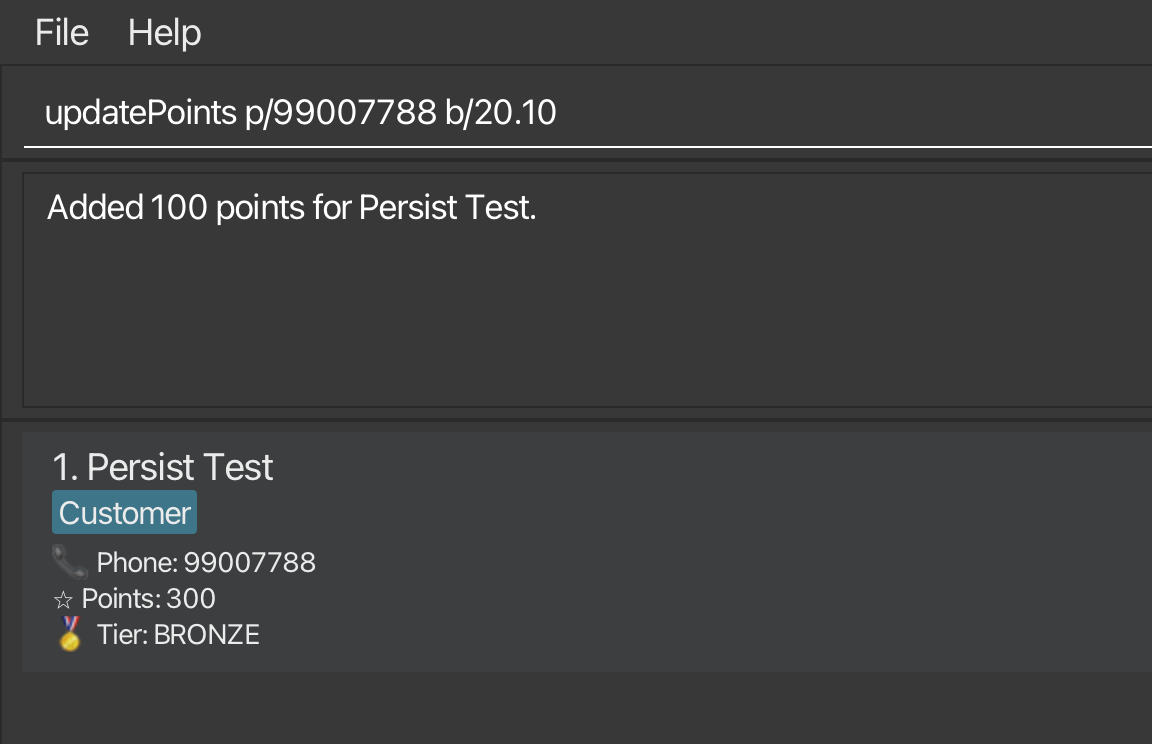 File Help
updatePoints p/99007788 b/20.10
Added 100 points for Persist Test.
1. Persist Test
Customer
📞 Phone: 99007788
☆ Points: 300
🏅 Tier: BRONZE